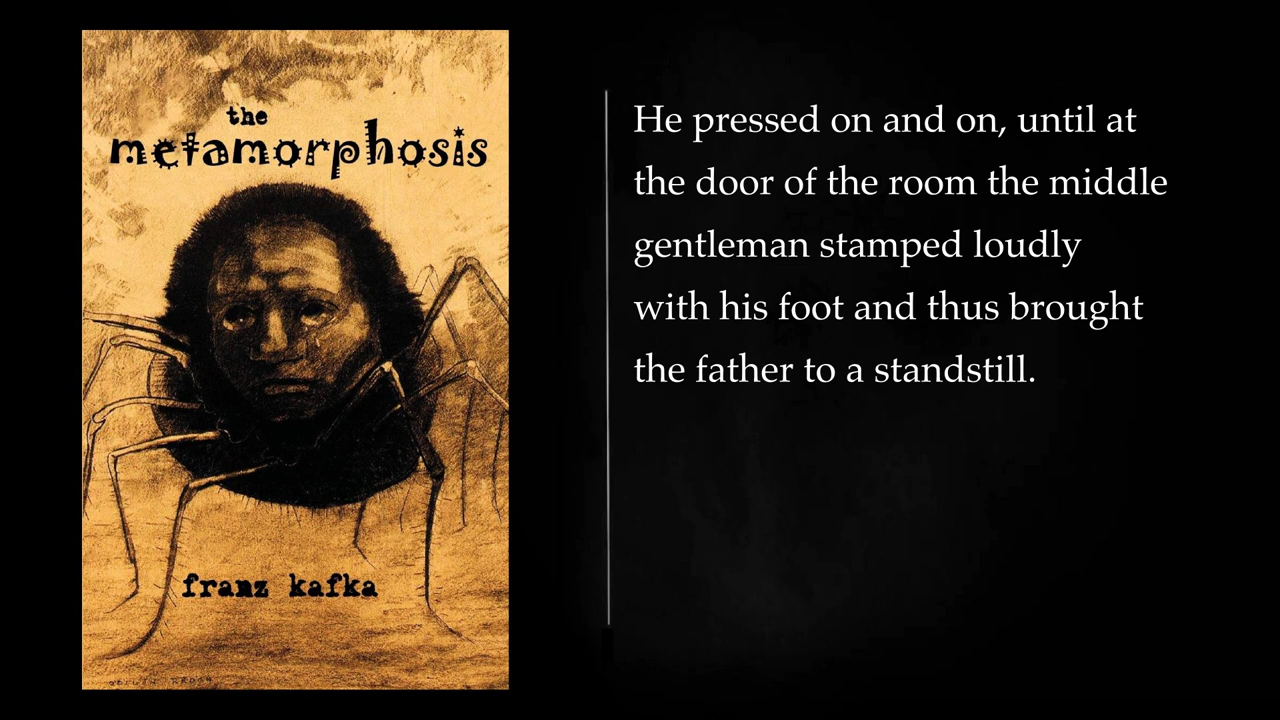 the
metamorphosis
franz kafka
He pressed on and on, until at
the door of the room the middle
gentleman stamped loudly
with his foot and thus brought
the father to a standstill.